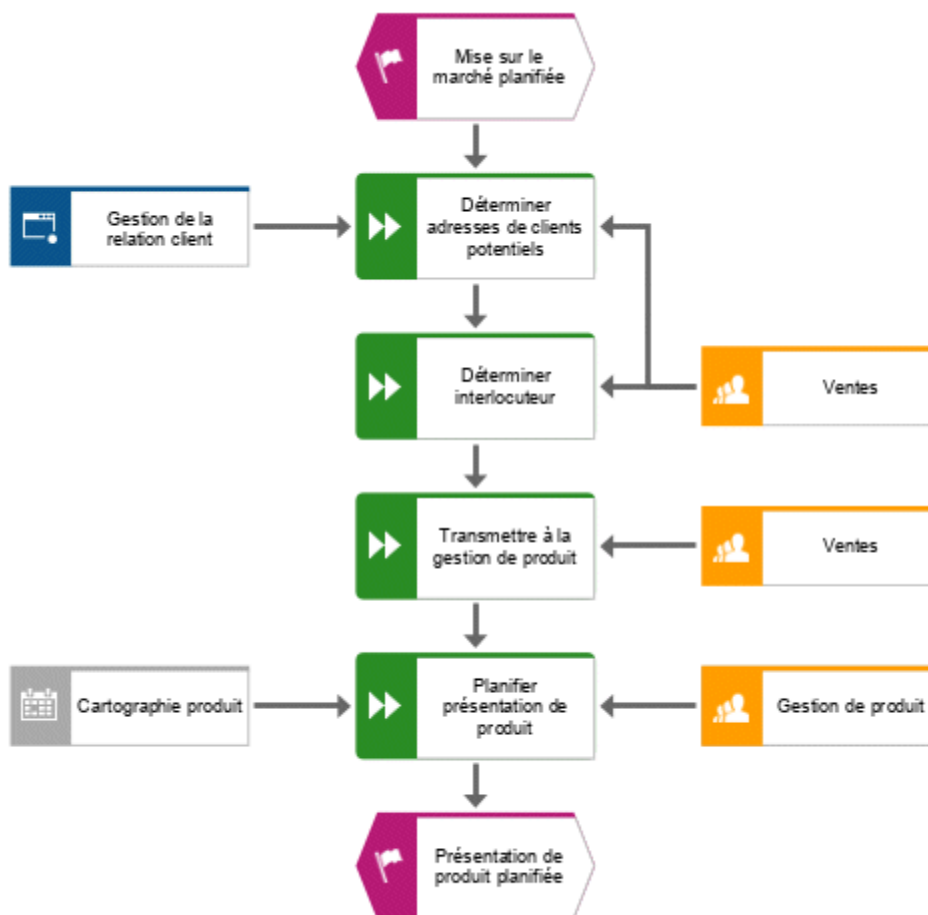 Mise sur le
marché planifiée
Gestion de la
relation client
Déterminer
adresses de clients
potentiels
Déterminer
interlocuteur
Ventes
Transmettre à la
gestion de produit
Ventes
Cartographie produit
Planifier
présentation de
produit
Gestion de produit
Présentation de
produit planifiée